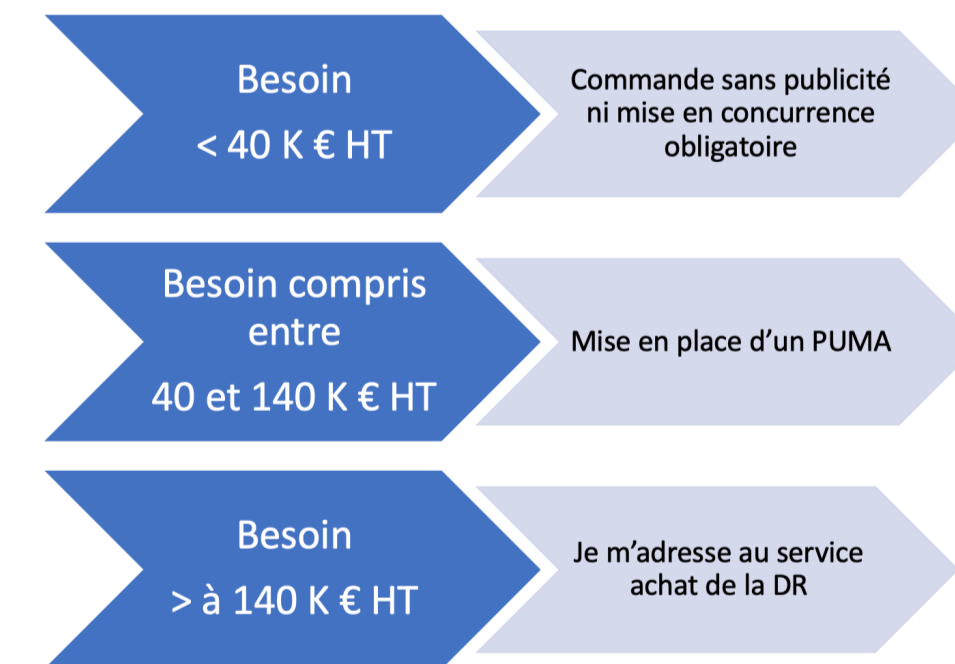 Besoin
< 40 K € HT
Commande sans publicité
ni mise en concurrence
obligatoire
Besoin compris
entre
40 et 140 K € HT
Mise en place d’un PUMA
Besoin
> à 140 K € HT
Je m’adresse au service
achat de la DR